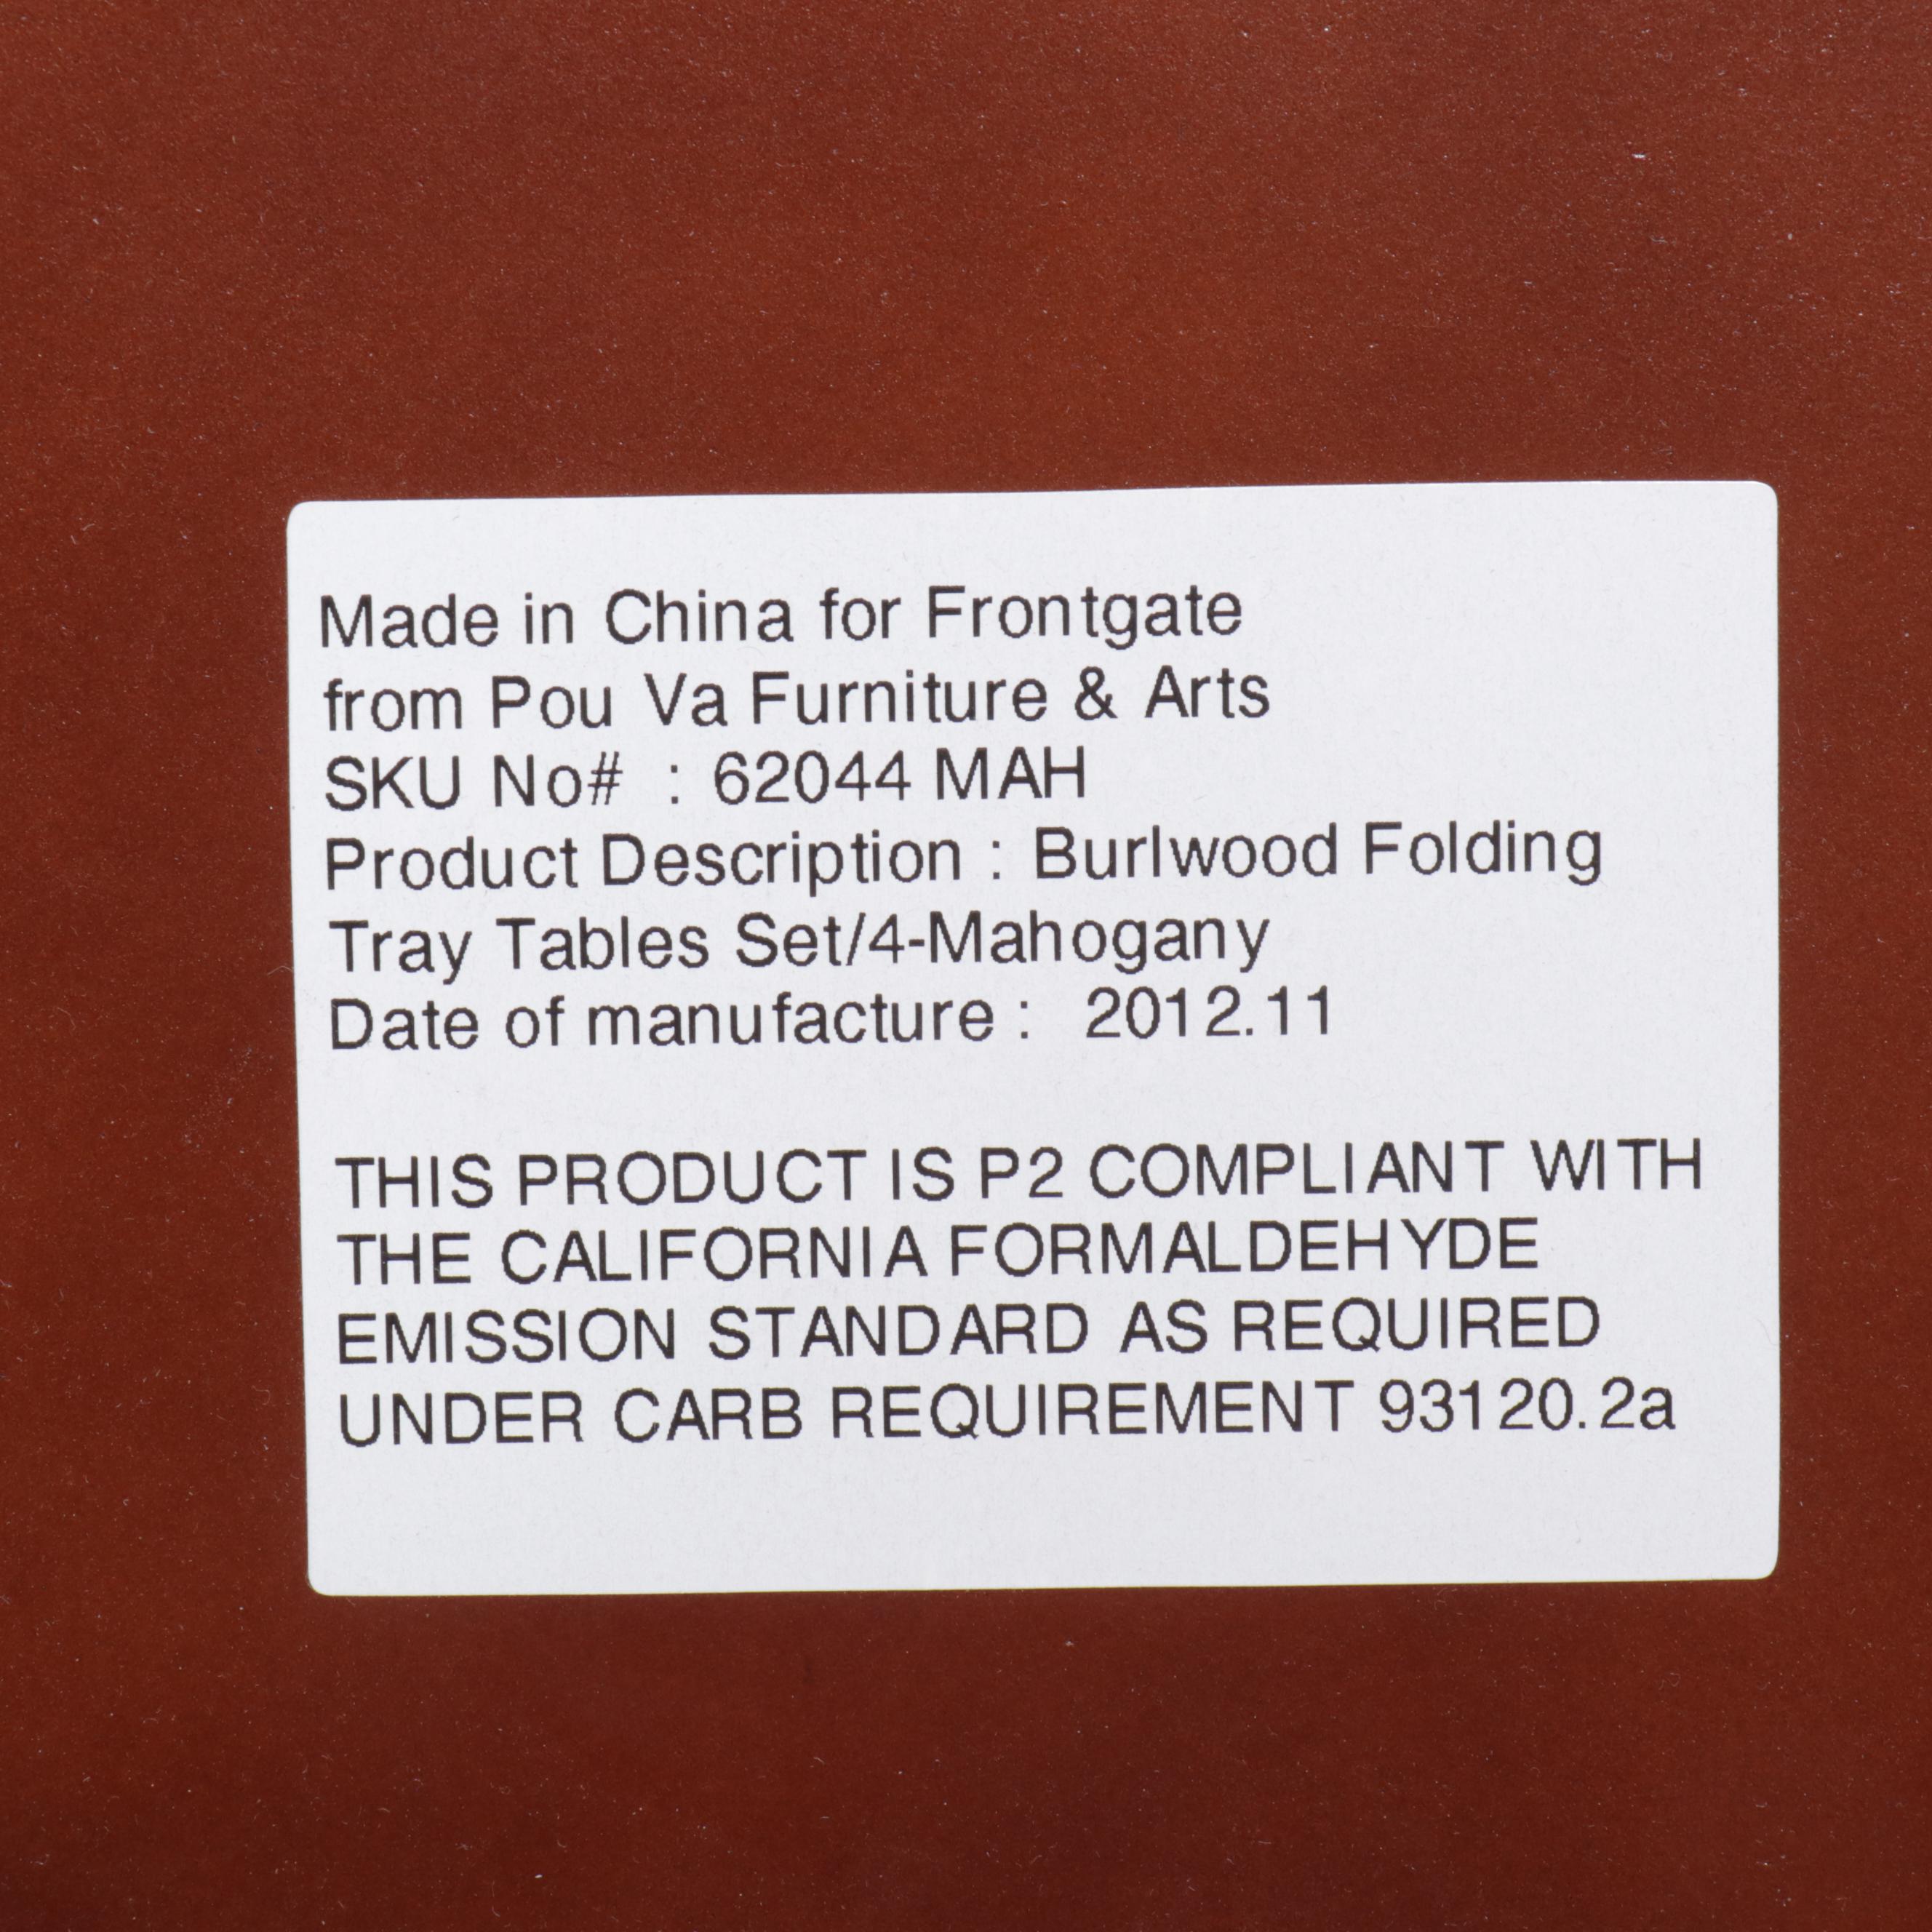 Made in China for Frontgate
from Pou Va Furniture & Arts
SKU No# : 62044 MAH
Product Description : Burlwood Folding
Tray Tables Set/4-Mahogany
Date of manufacture : 2012.11
THIS PRODUCT IS P2 COMPLIANT WITH
THE CALIFORNIA FORMALDEHYDE
EMISSION STANDARD AS REQUIRED
UNDER CARB REQUIREMENT 93120.2a